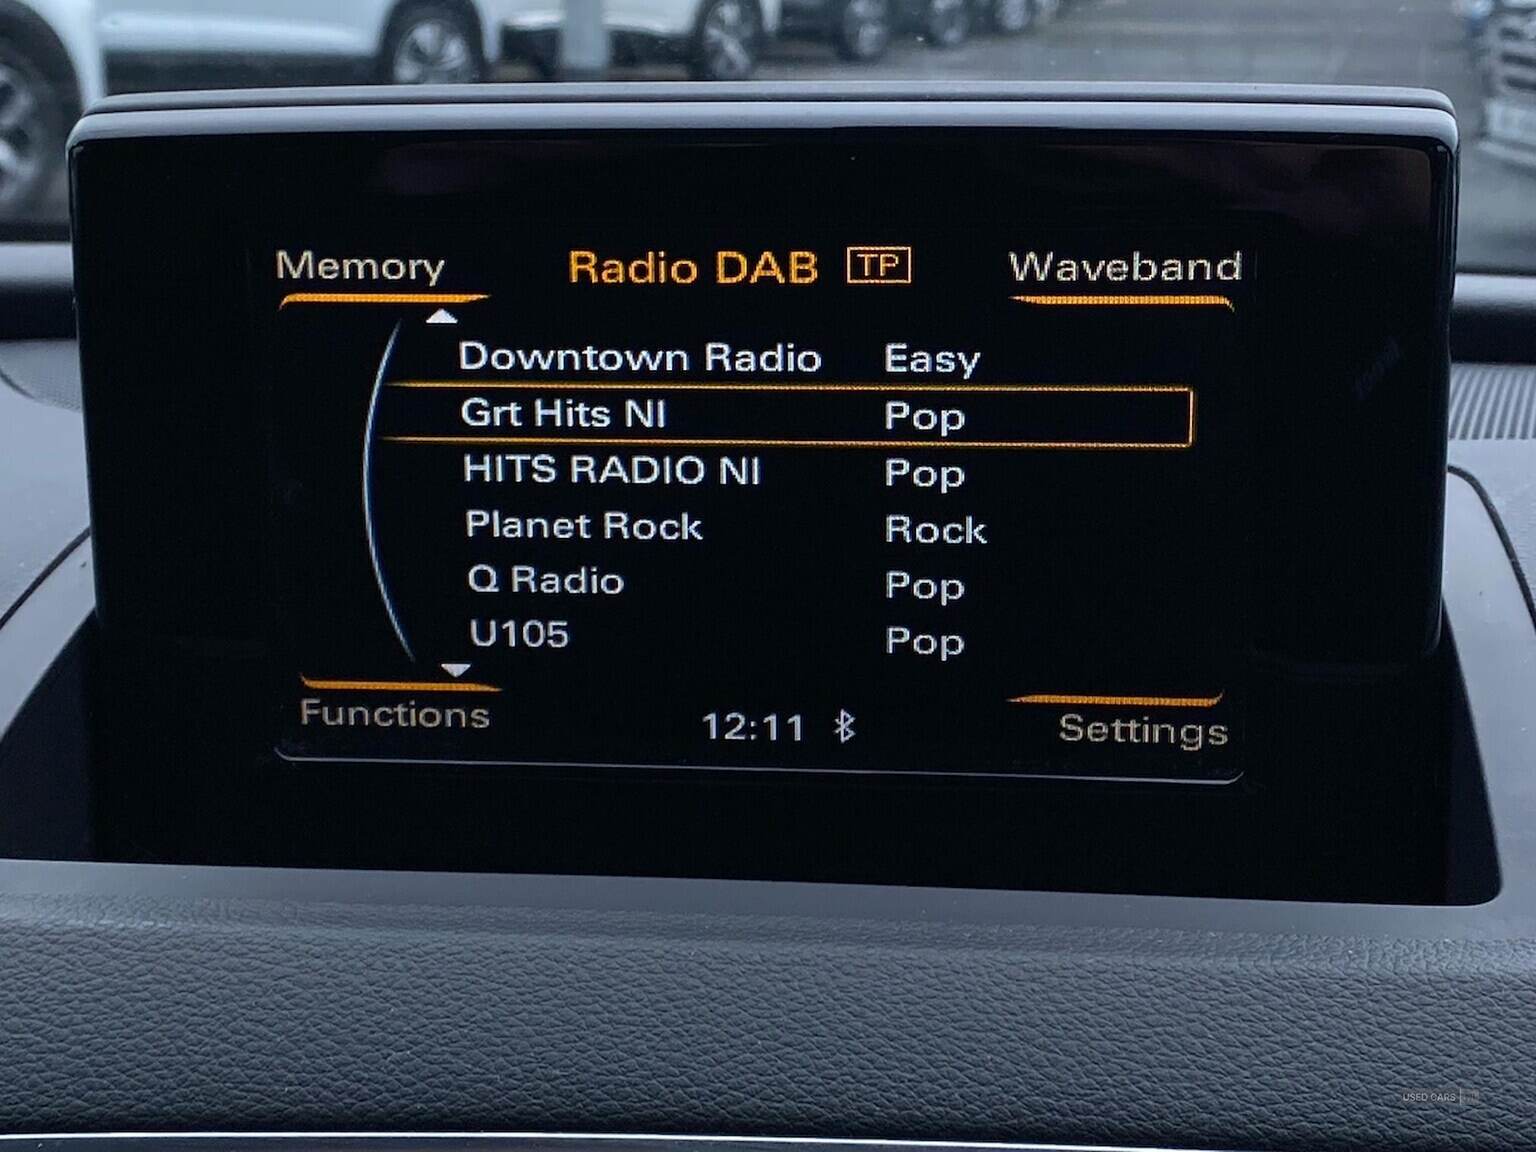 Memory Radio DAB TP Waveband
Downtown Radio Easy
Grt Hits NI Pop
HITS RADIO NI Pop
Planet Rock Rock
Q Radio Pop
U105 Pop
Functions 12:11 Settings
USED CARS